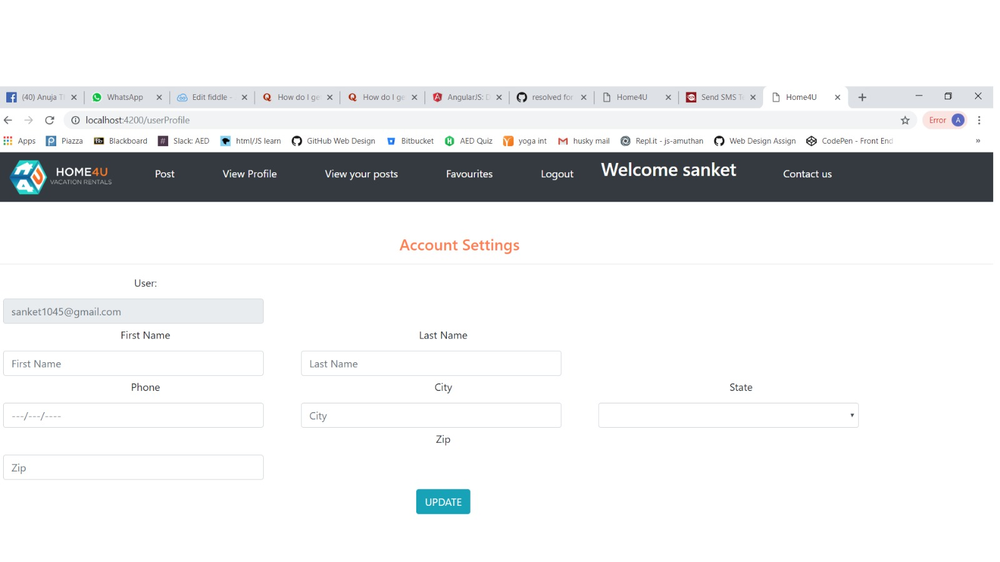 (40) Anuja Th WhatsApp Edit fiddle - How do I ge How do I ge AngularJS: D resolved for Home4U Send SMS Te Home4U
localhost:4200/userProfile Error A
Apps Piazza Bb Blackboard # Slack: AED html/JS learn GitHub Web Design Bitbucket AED Quiz yoga int husky mail Repl.it - js-amuthan Web Design Assign CodePen - Front End »
HOME4U
VACATION RENTALS
Post View Profile View your posts Favourites Logout Welcome sanket Contact us
Account Settings
User:
sanket1045@gmail.com
First Name Last Name
First Name Last Name
Phone City State
---/---/---- City
Zip
Zip
UPDATE